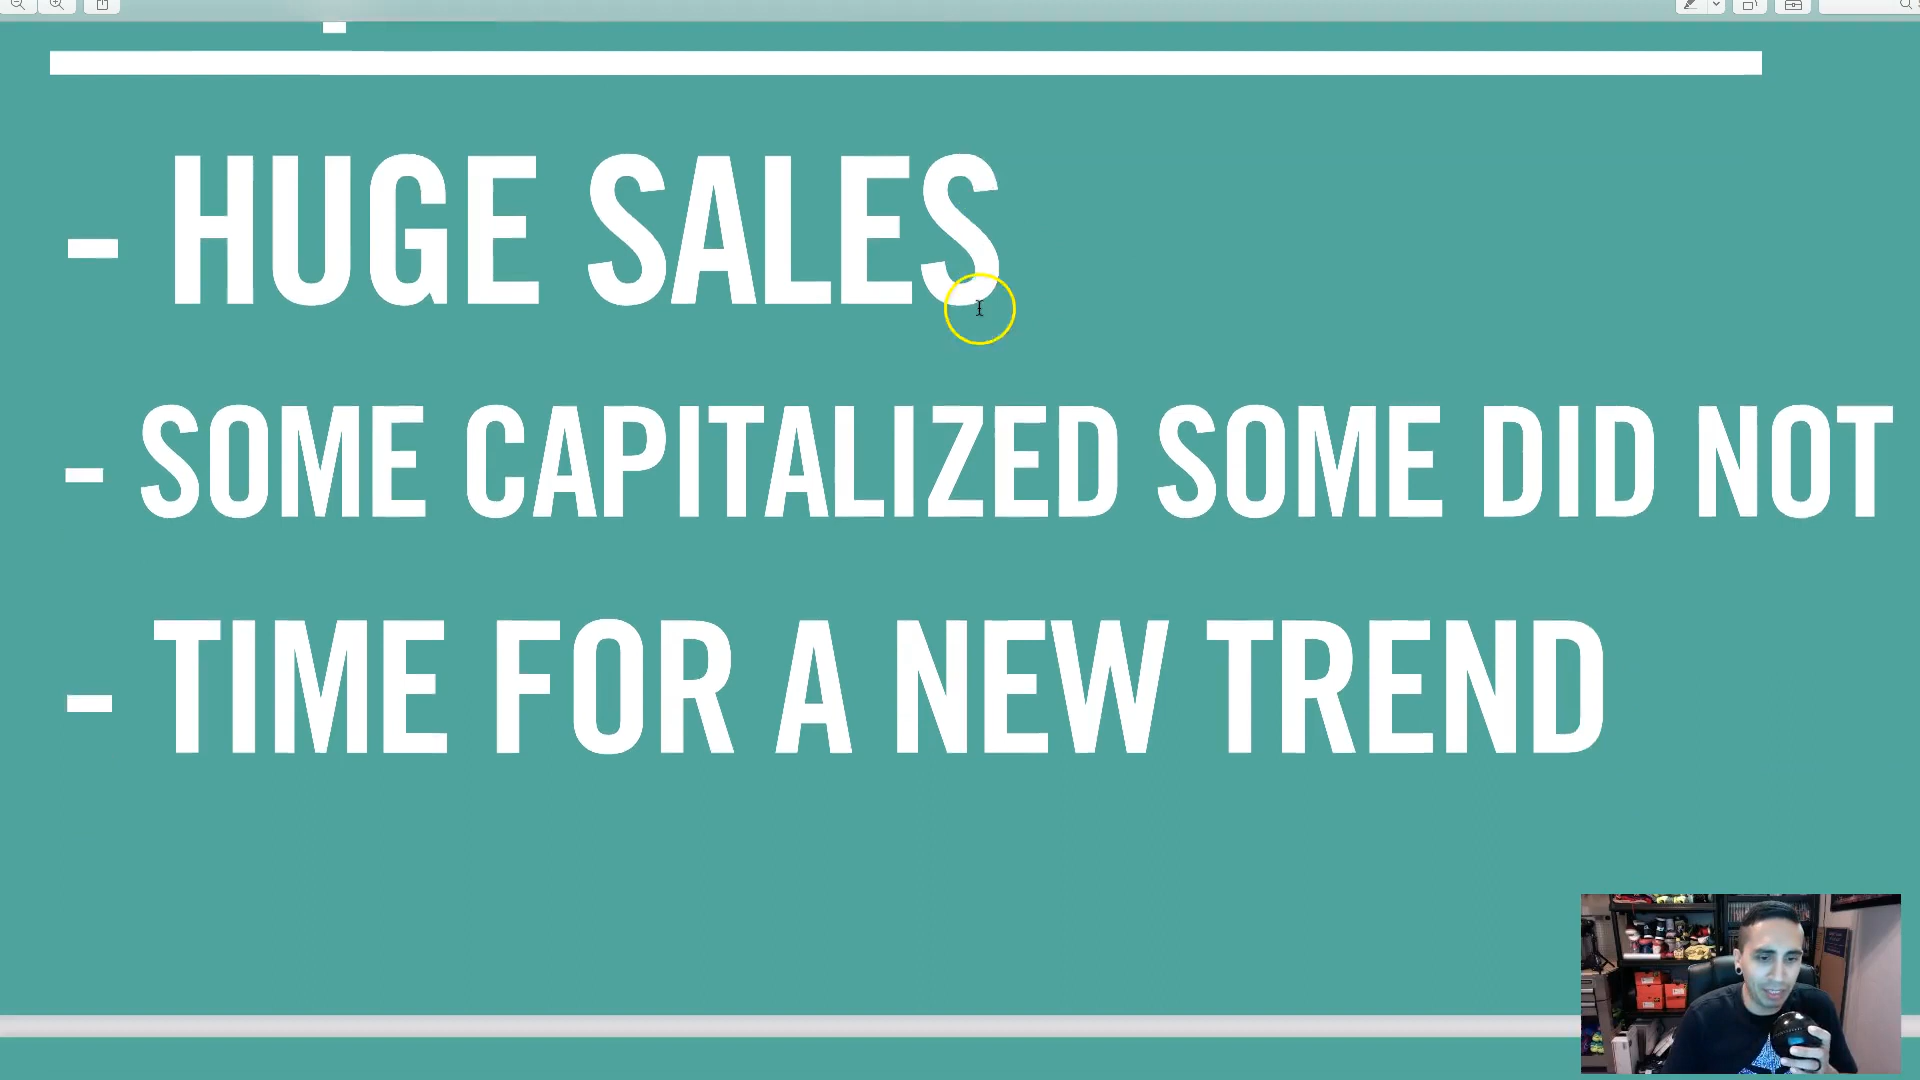 - HUGE SALES
- SOME CAPITALIZED SOME DID NOT
- TIME FOR A NEW TREND